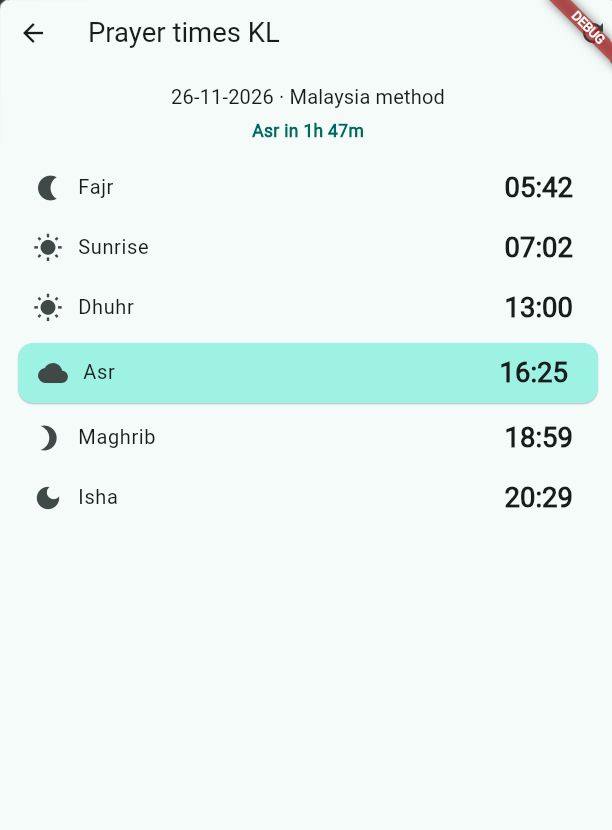 Prayer times KL
DEBUG
26-11-2026 · Malaysia method
Asr in 1h 47m
Fajr 05:42
Sunrise 07:02
Dhuhr 13:00
Asr 16:25
Maghrib 18:59
Isha 20:29